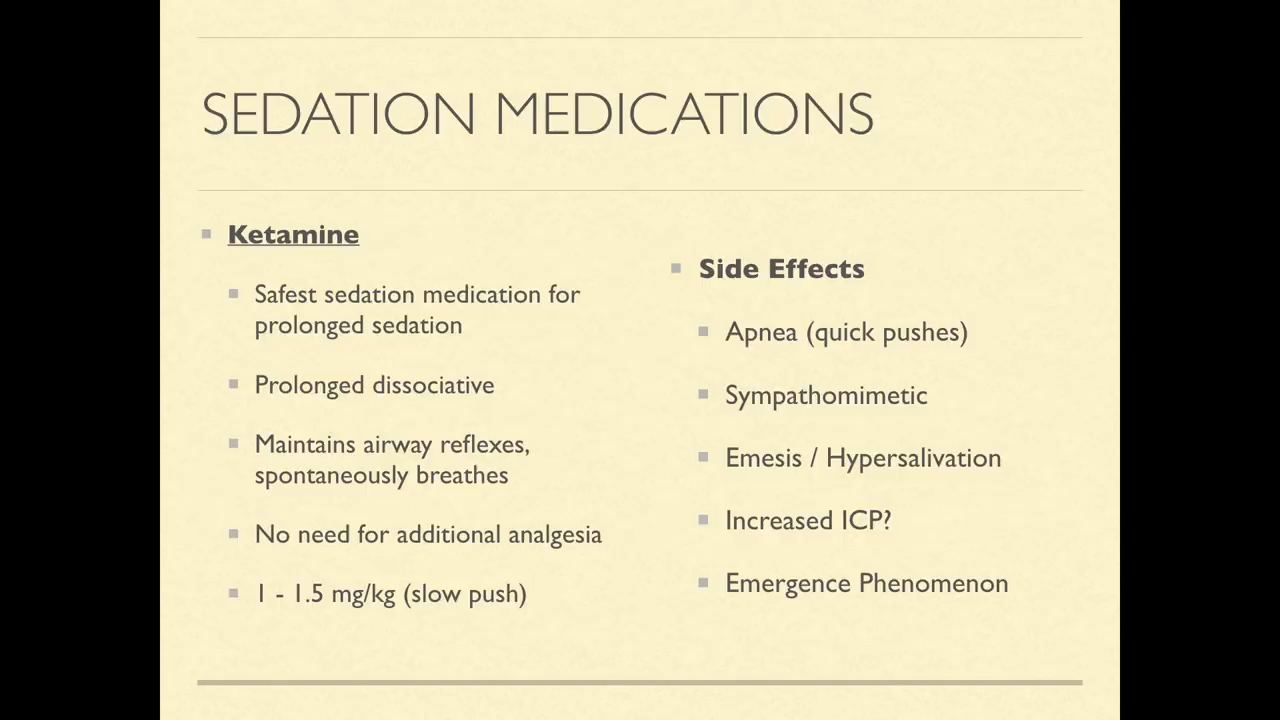 SEDATION MEDICATIONS
Ketamine
Safest sedation medication for
prolonged sedation
Prolonged dissociative
Maintains airway reflexes,
spontaneously breathes
No need for additional analgesia
1 - 1.5 mg/kg (slow push)
Side Effects
Apnea (quick pushes)
Sympathomimetic
Emesis / Hypersalivation
Increased ICP?
Emergence Phenomenon